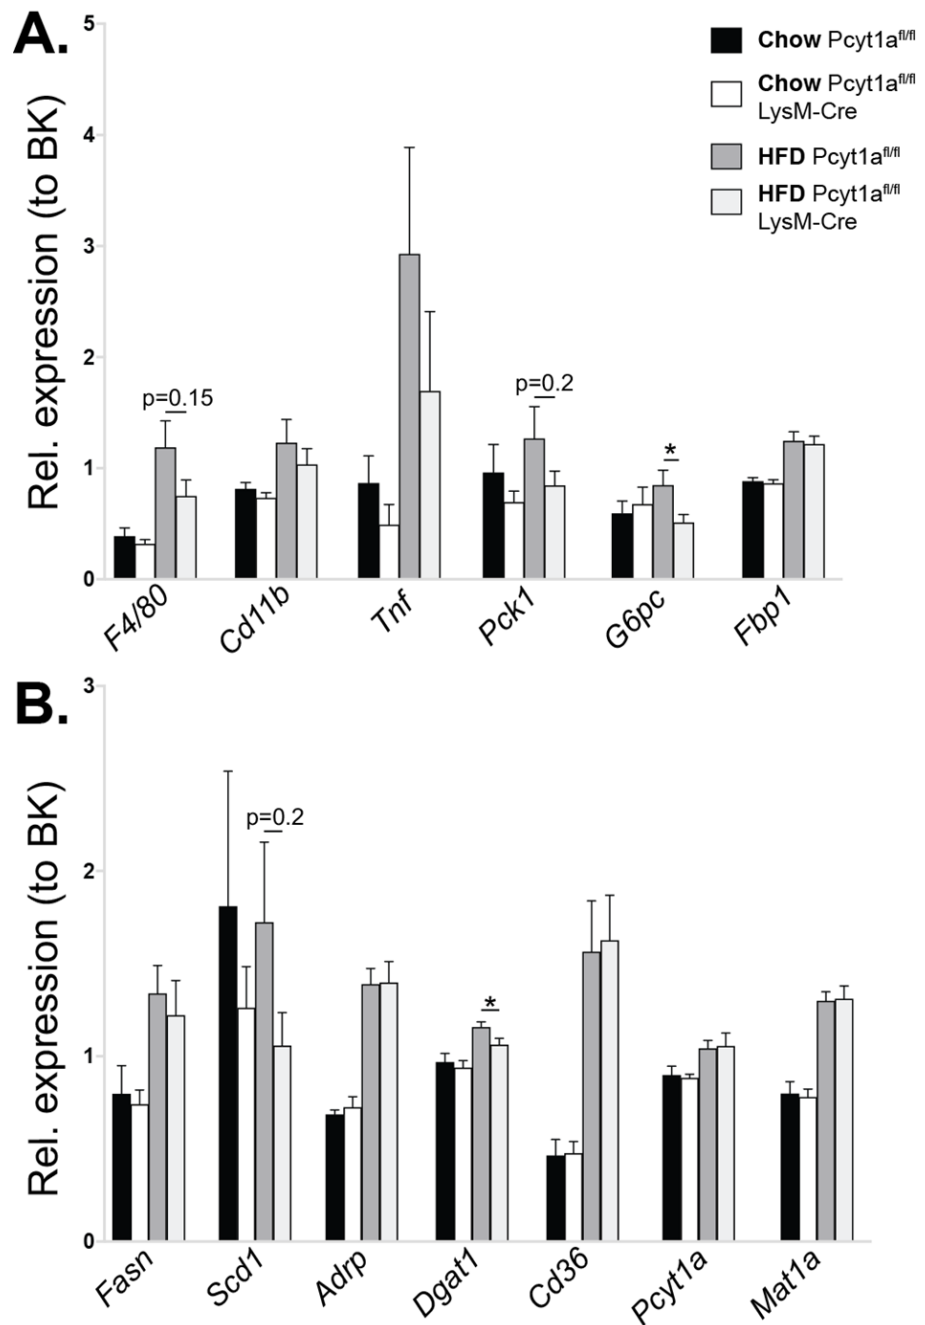 A.
Rel. expression (to BK)
5
4
3
2
1
0
Chow Pcyt1afl/fl
Chow Pcyt1afl/fl
LysM-Cre
HFD Pcyt1afl/fl
HFD Pcyt1afl/fl
LysM-Cre
p=0.15
p=0.2
*
F4/80
Cd11b
Tnf
Pck1
G6pc
Fbp1
B.
Rel. expression (to BK)
3
2
1
0
p=0.2
*
Fasn
Scd1
Adrp
Dgat1
Cd36
Pcyt1a
Mat1a